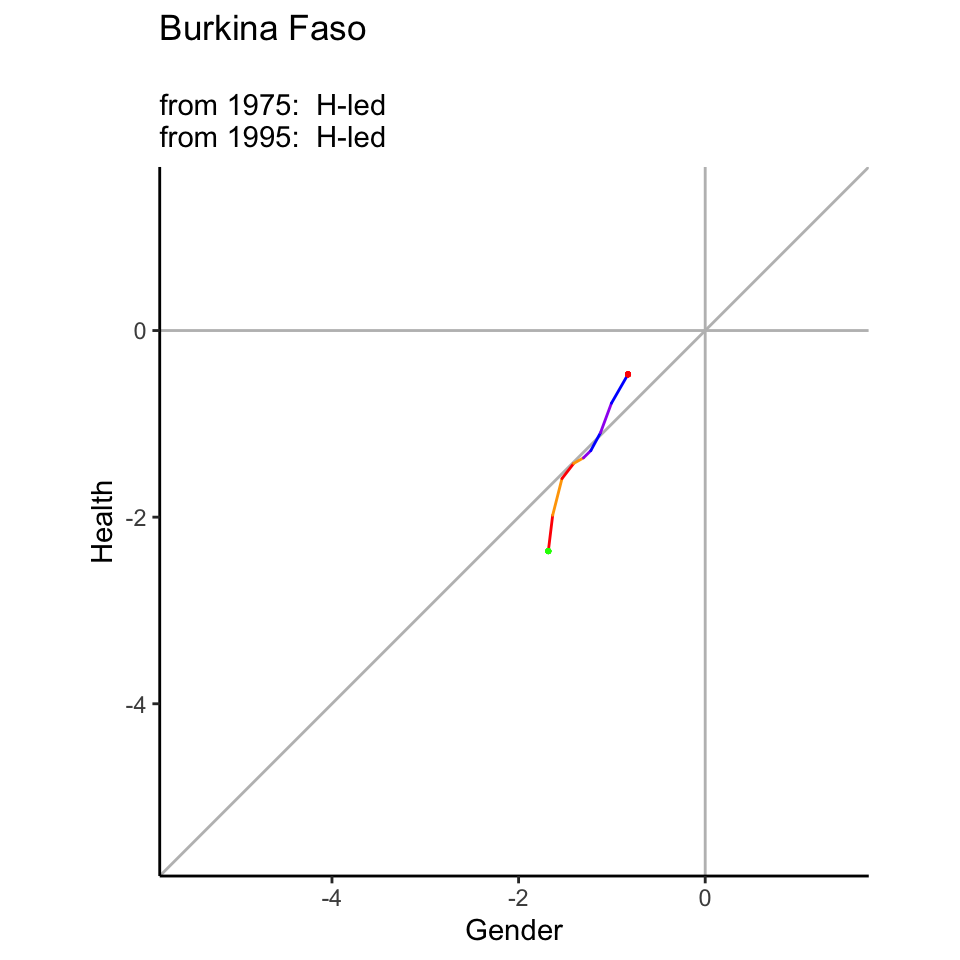 Burkina Faso
from 1975:  H-led
from 1995:  H-led
0
-2
-4
Health
-4
-2
0
Gender